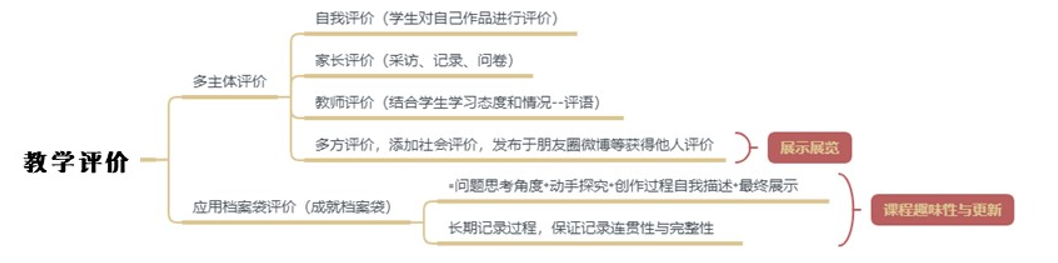 教学评价
多主体评价
自我评价（学生对自己作品进行评价）
家长评价（采访、记录、问卷）
教师评价（结合学生学习态度和情况--评语）
多方评价，添加社会评价，发布于朋友圈微博等获得他人评价
展示展览
应用档案袋评价（成就档案袋）
•问题思考角度+动手探究+创作过程自我描述+最终展示
长期记录过程，保证记录连贯性与完整性
课程趣味性与更新